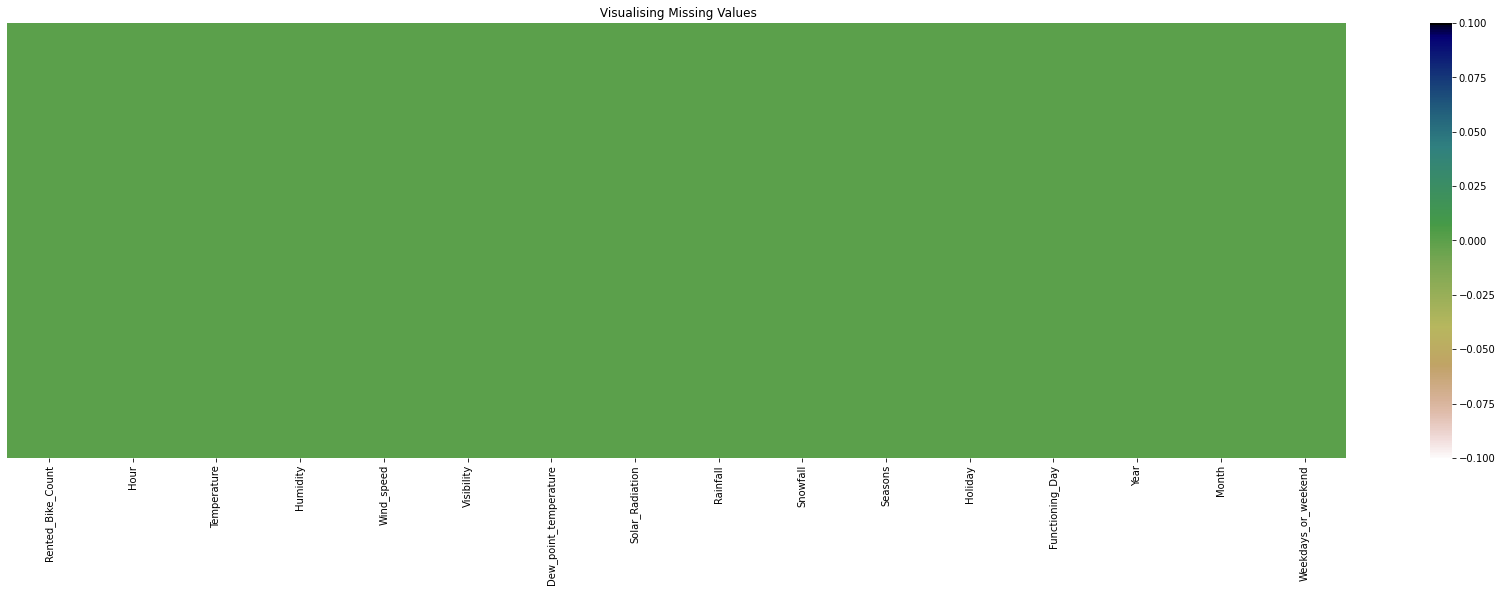 Visualising Missing Values
0.100
0.075
0.050
0.025
0.000
−0.025
−0.050
−0.075
−0.100
Rented_Bike_Count
Hour
Temperature
Humidity
Wind_speed
Visibility
Dew_point_temperature
Solar_Radiation
Rainfall
Snowfall
Seasons
Holiday
Functioning_Day
Year
Month
Weekdays_or_weekend